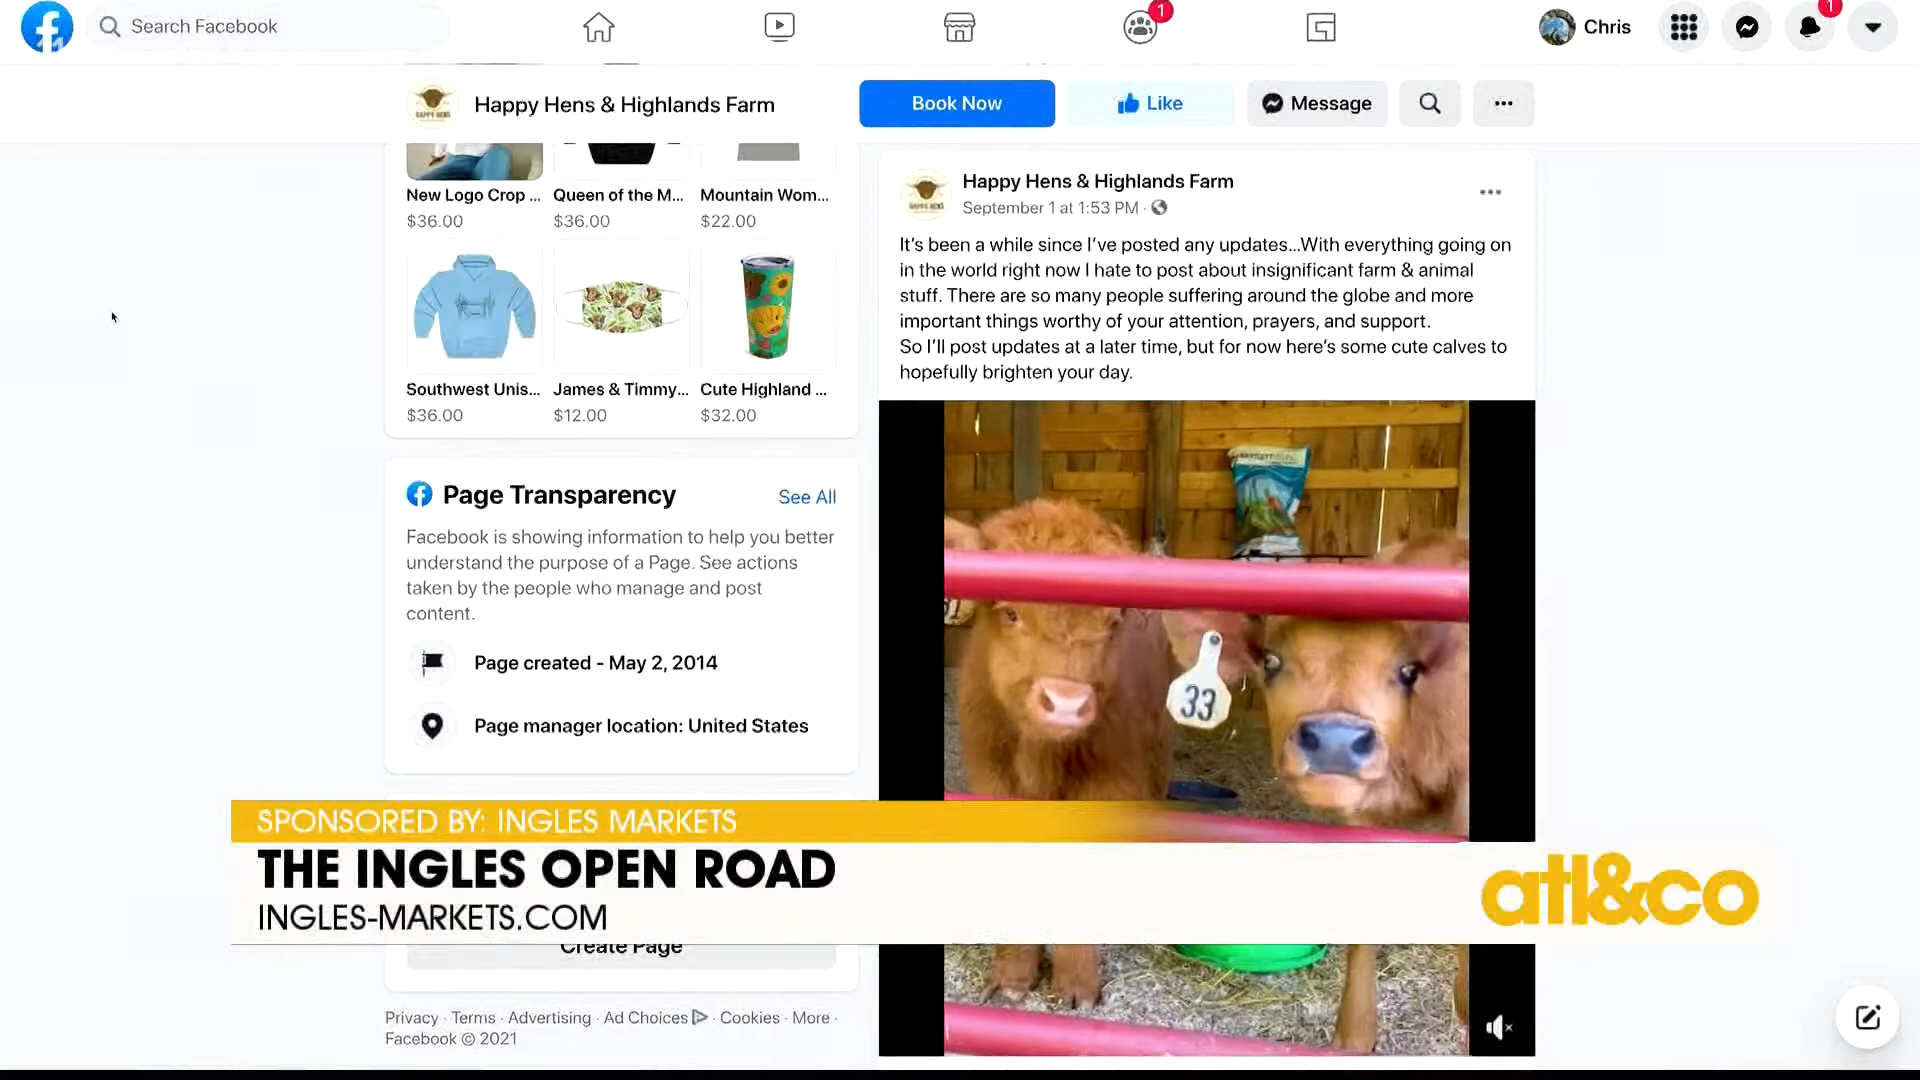 Search Facebook
1
Chris
1
Happy Hens & Highlands Farm
Book Now
Like
Message
New Logo Crop ...
$36.00
Queen of the M...
$36.00
Mountain Wom...
$22.00
Southwest Unis...
$36.00
James & Timmy...
$12.00
Cute Highland ...
$32.00
Page Transparency
See All
Facebook is showing information to help you better
understand the purpose of a Page. See actions
taken by the people who manage and post
content.
Page created - May 2, 2014
Page manager location: United States
Create Page
Privacy · Terms · Advertising · Ad Choices · Cookies · More ·
Facebook © 2021
Happy Hens & Highlands Farm
September 1 at 1:53 PM ·
It's been a while since I've posted any updates...With everything going on
in the world right now I hate to post about insignificant farm & animal
stuff. There are so many people suffering around the globe and more
important things worthy of your attention, prayers, and support.
So I'll post updates at a later time, but for now here's some cute calves to
hopefully brighten your day.
33
SPONSORED BY: INGLES MARKETS
THE INGLES OPEN ROAD
INGLES-MARKETS.COM
atl&co